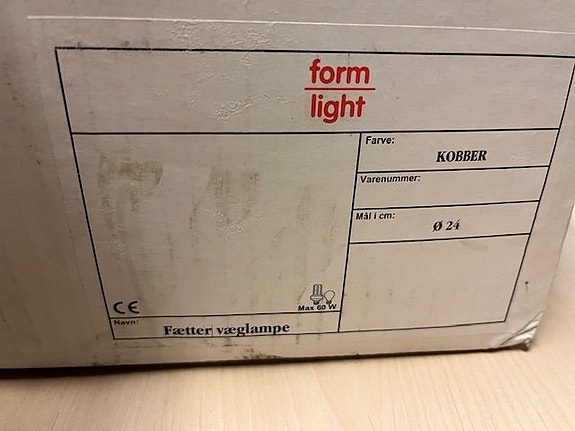 form
light
Farve:
KOBBER
Varenummer:
Mål i cm:
Ø 24
CE
Max 60 W
Navn:
Fætter væglampe